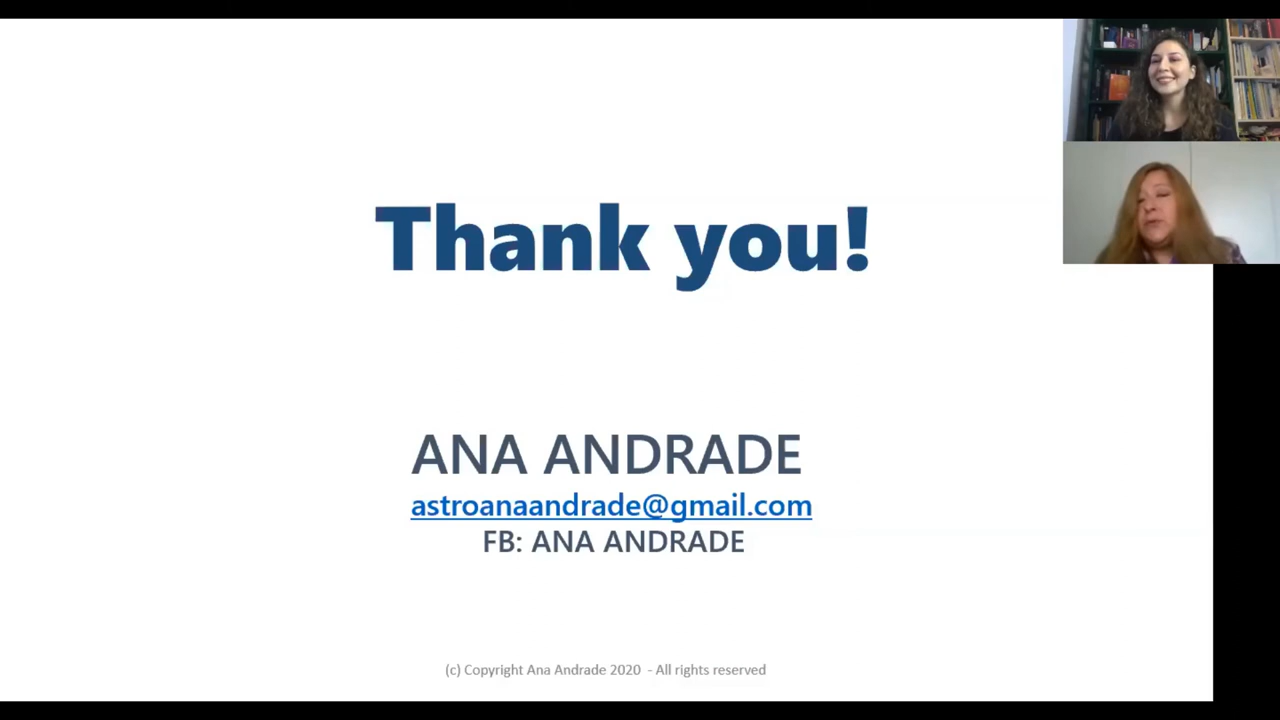 Thank you!
ANA ANDRADE
astroanaandrade@gmail.com
FB: ANA ANDRADE
(c) Copyright Ana Andrade 2020 - All rights reserved